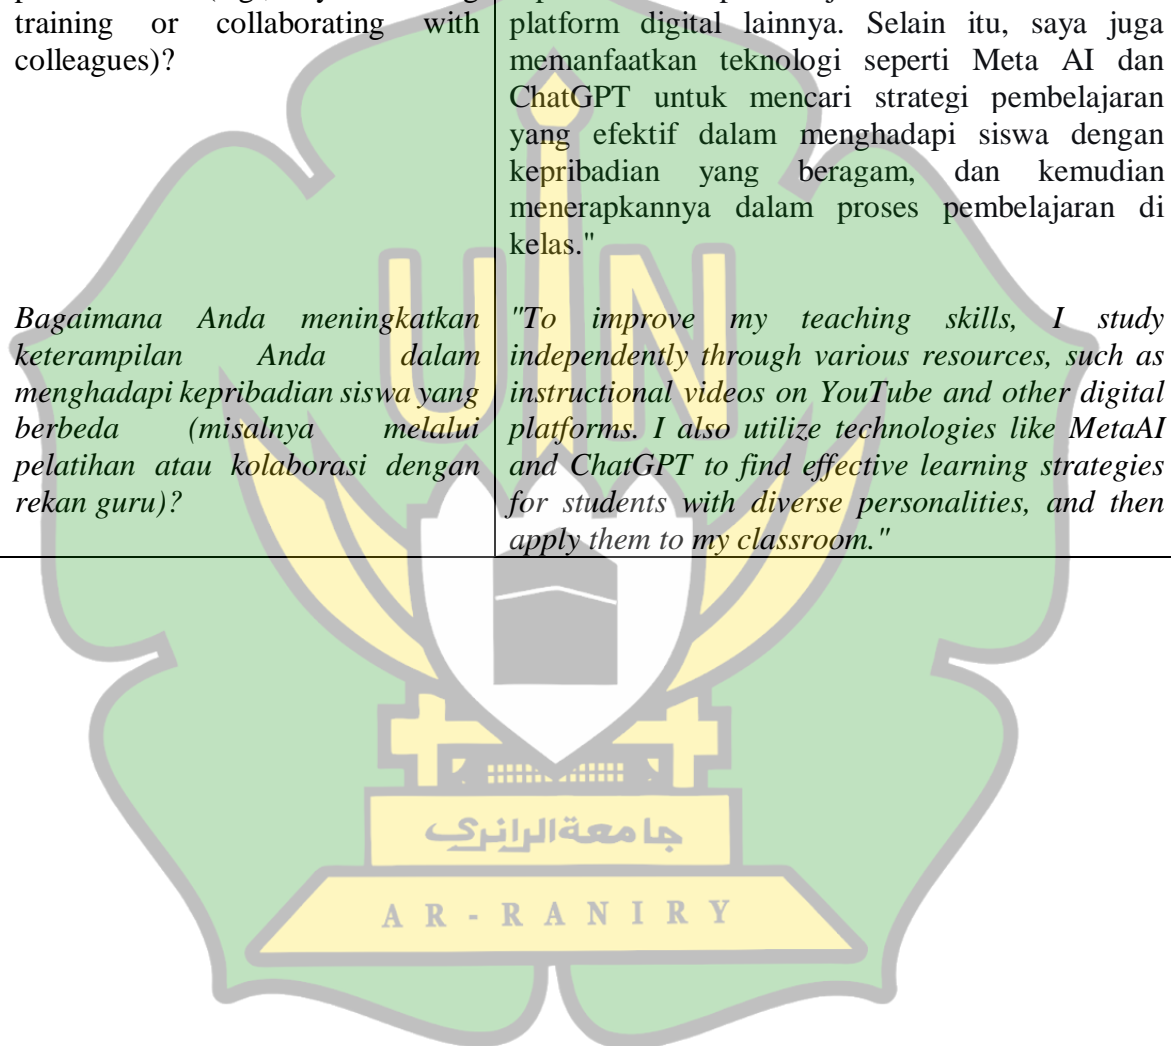 training or collaborating with
colleagues)?
platform digital lainnya. Selain itu, saya juga
memanfaatkan teknologi seperti Meta AI dan
ChatGPT untuk mencari strategi pembelajaran
yang efektif dalam menghadapi siswa dengan
kepribadian yang beragam, dan kemudian
menerapkannya dalam proses pembelajaran di
kelas."
Bagaimana Anda meningkatkan
keterampilan Anda dalam
menghadapi kepribadian siswa yang
berbeda (misalnya melalui
pelatihan atau kolaborasi dengan
rekan guru)?
"To improve my teaching skills, I study
independently through various resources, such as
instructional videos on YouTube and other digital
platforms. I also utilize technologies like MetaAI
and ChatGPT to find effective learning strategies
for students with diverse personalities, and then
apply them to my classroom."
UIN
جامعة الرانري
AR-RANIRY